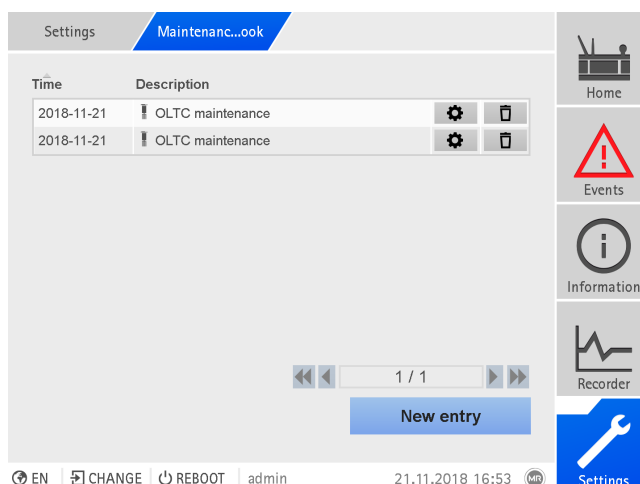 Settings
Maintenanc...ook
Time
Description
2018-11-21 OLTC maintenance
2018-11-21 OLTC maintenance
1 / 1
New entry
Home
Events
Information
Recorder
Settings
EN CHANGE REBOOT admin 21.11.2018 16:53 MR